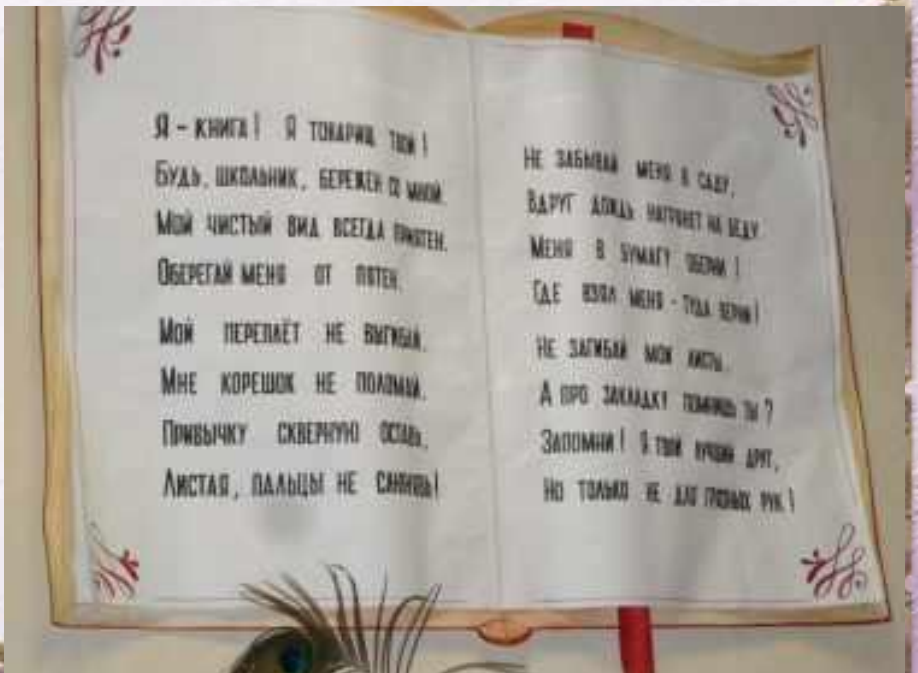 Я – КНИГА! Я ТОВАРИЩ ТВОЙ!
БУДЬ, ШКОЛЬНИК, БЕРЕЖЕН СО МНОЙ.
МОЙ ЧИСТЫЙ ВИД ВСЕГДА ПРИЯТЕН,
ОБЕРЕГАЙ МЕНЯ ОТ ПЯТЕН.
МОЙ ПЕРЕПЛЁТ НЕ ВЫГИБАЙ,
МНЕ КОРЕШОК НЕ ПОЛОМАЙ.
ПРИВЫЧКУ СКВЕРНУЮ ОСТАВЬ,
ЛИСТАЯ, ПАЛЬЦЫ НЕ СЛЮНЯВЬ!
НЕ ЗАБЫВАЙ МЕНЯ В САДУ,
ВДРУГ ДОЖДЬ НАГРЯНЕТ НА БЕДУ.
МЕНЯ В БУМАГУ ОБЕРНИ!
ГДЕ ВЗЯЛ МЕНЯ – ТУДА ВЕРНИ!
НЕ ЗАГИБАЙ МОИ ЛИСТЫ.
А ПРО ЗАКЛАДКУ ПОМНИШЬ ТЫ?
ЗАПОМНИ! Я ТВОЙ ЛУЧШИЙ ДРУГ,
НО ТОЛЬКО НЕ ДЛЯ ГРЯЗНЫХ РУК!